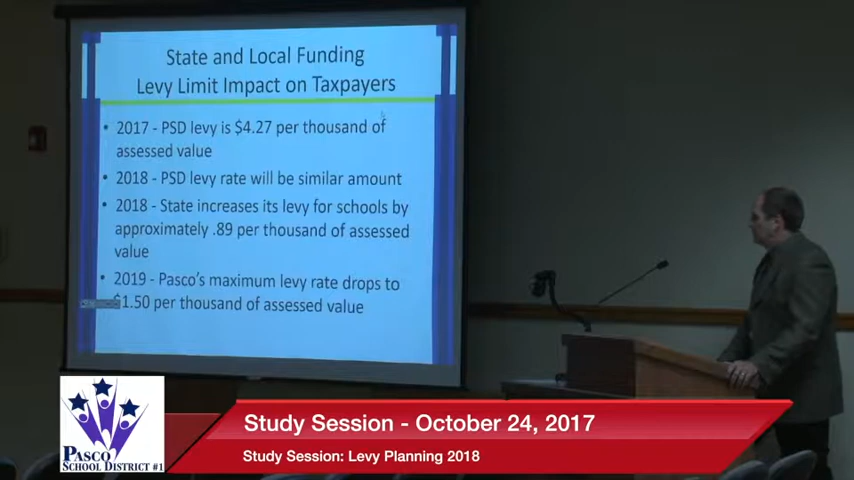 State and Local Funding
Levy Limit Impact on Taxpayers
• 2017 - PSD levy is $4.27 per thousand of
assessed value
• 2018 - PSD levy rate will be similar amount
• 2018 - State increases its levy for schools by
approximately .89 per thousand of assessed
value
• 2019 - Pasco's maximum levy rate drops to
$1.50 per thousand of assessed value
PASCO
SCHOOL DISTRICT #1
Study Session - October 24, 2017
Study Session: Levy Planning 2018